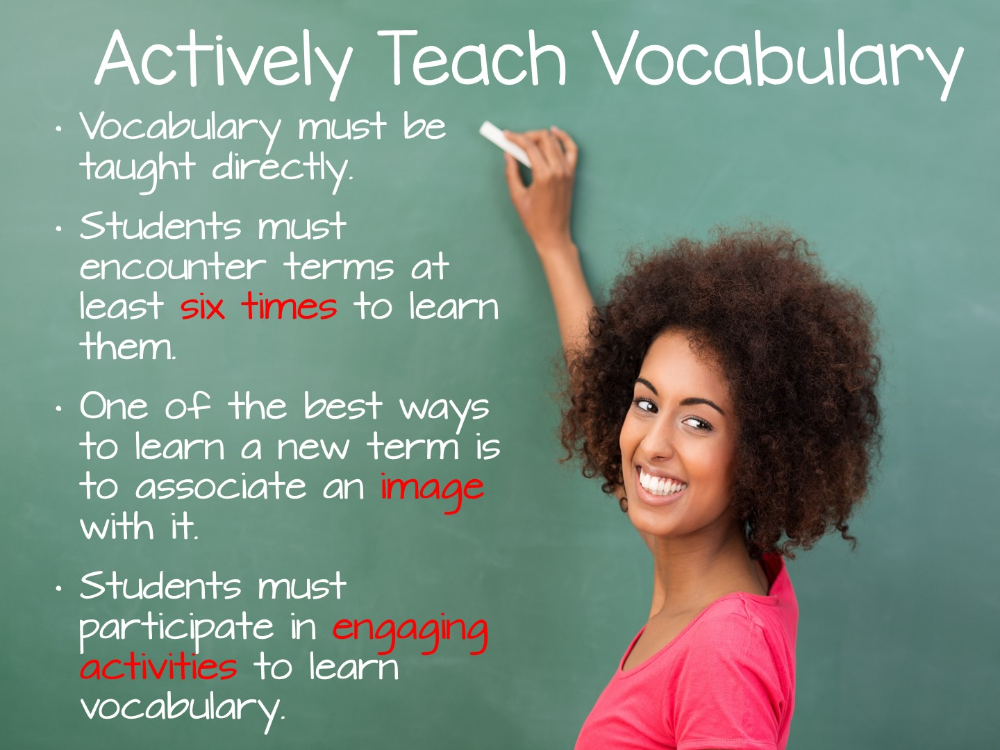 Actively Teach Vocabulary
• Vocabulary must be
taught directly.
• Students must
encounter terms at
least six times to learn
them.
• One of the best ways
to learn a new term is
to associate an image
with it.
• Students must
participate in engaging
activities to learn
vocabulary.